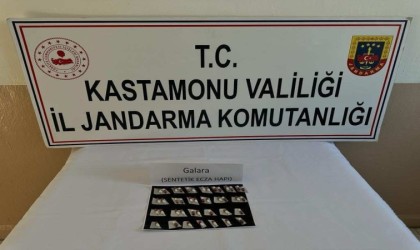 T.C.
KASTAMONU VALİLİĞİ
İL JANDARMA KOMUTANLIĞI
Galara
(SENTETİK ECZA HAPI)